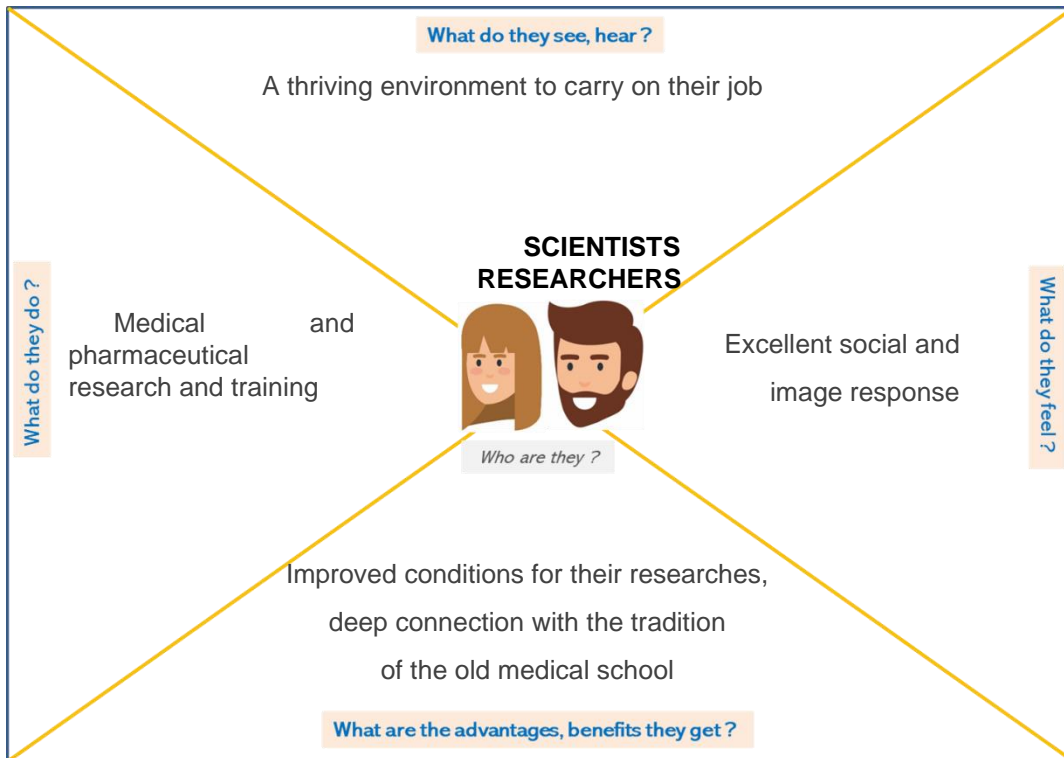 What do they see, hear ?
A thriving environment to carry on their job
SCIENTISTS
RESEARCHERS
What do they do ?
Medical and
pharmaceutical
research and training
Excellent social and
image response
What do they feel ?
Who are they ?
Improved conditions for their researches,
deep connection with the tradition
of the old medical school
What are the advantages, benefits they get ?